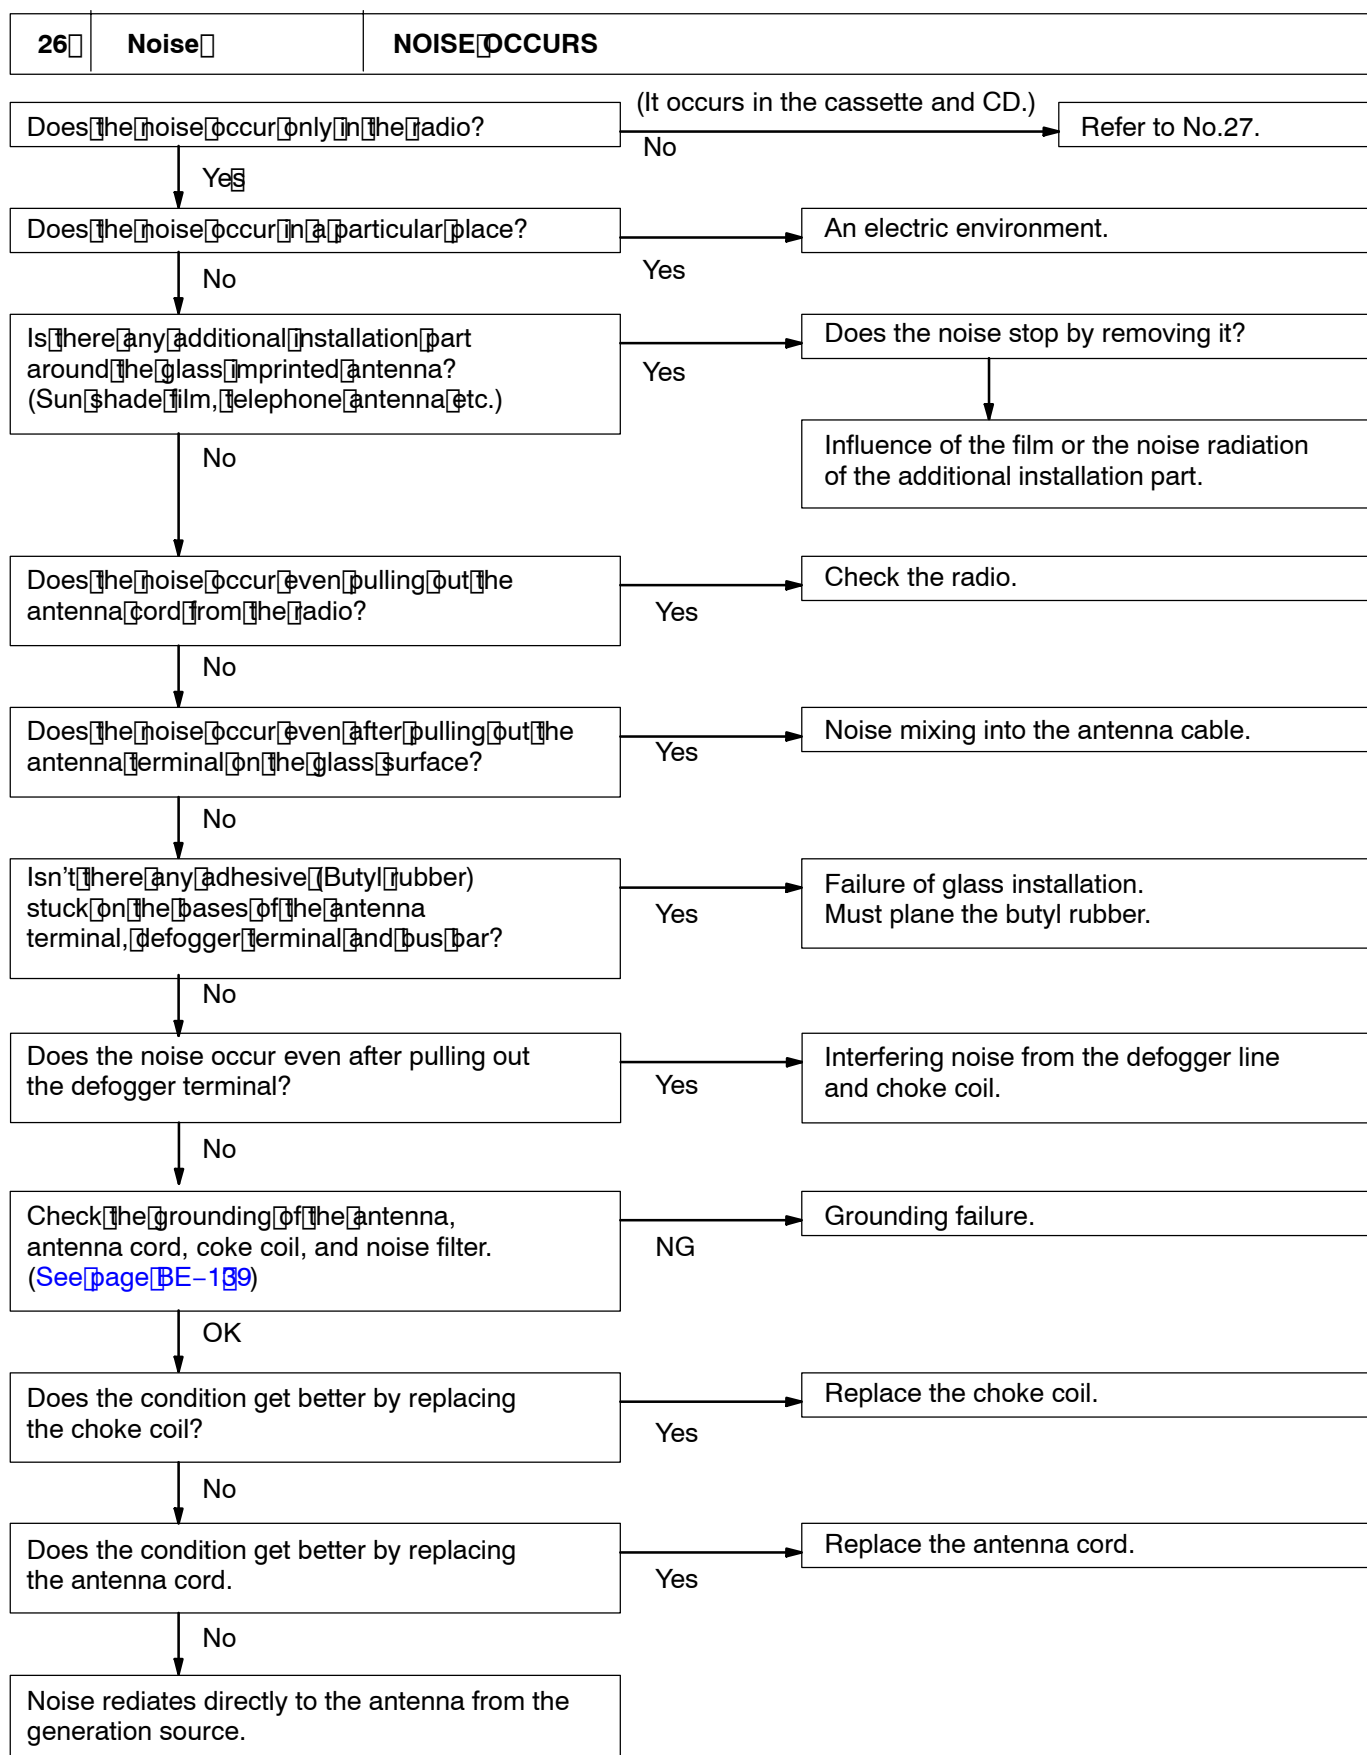 26 Noise NOISE OCCURS
(It occurs in the cassette and CD.)
Does the noise occur only in the radio?
No
Refer to No.27.
Yes
Does the noise occur in a particular place?
Yes
An electric environment.
No
Is there any additional installation part
around the glass imprinted antenna?
(Sun shade film, telephone antenna etc.)
Yes
Does the noise stop by removing it?
Influence of the film or the noise radiation
of the additional installation part.
No
Does the noise occur even pulling out the
antenna cord from the radio?
Yes
Check the radio.
No
Does the noise occur even after pulling out the
antenna terminal on the glass surface?
Yes
Noise mixing into the antenna cable.
No
Isn't there any adhesive (Butyl rubber)
stuck on the bases of the antenna
terminal, defogger terminal and bus bar?
Yes
Failure of glass installation.
Must plane the butyl rubber.
No
Does the noise occur even after pulling out
the defogger terminal?
Yes
Interfering noise from the defogger line
and choke coil.
No
Check the grounding of the antenna,
antenna cord, coke coil, and noise filter.
(See page BE–139)
NG
Grounding failure.
OK
Does the condition get better by replacing
the choke coil?
Yes
Replace the choke coil.
No
Does the condition get better by replacing
the antenna cord.
Yes
Replace the antenna cord.
No
Noise rediates directly to the antenna from the
generation source.